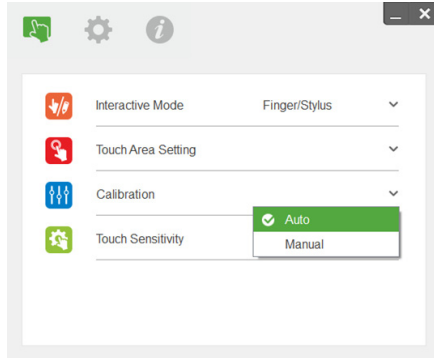 Interactive Mode Finger/Stylus
Touch Area Setting
Calibration
Auto
Touch Sensitivity
Manual